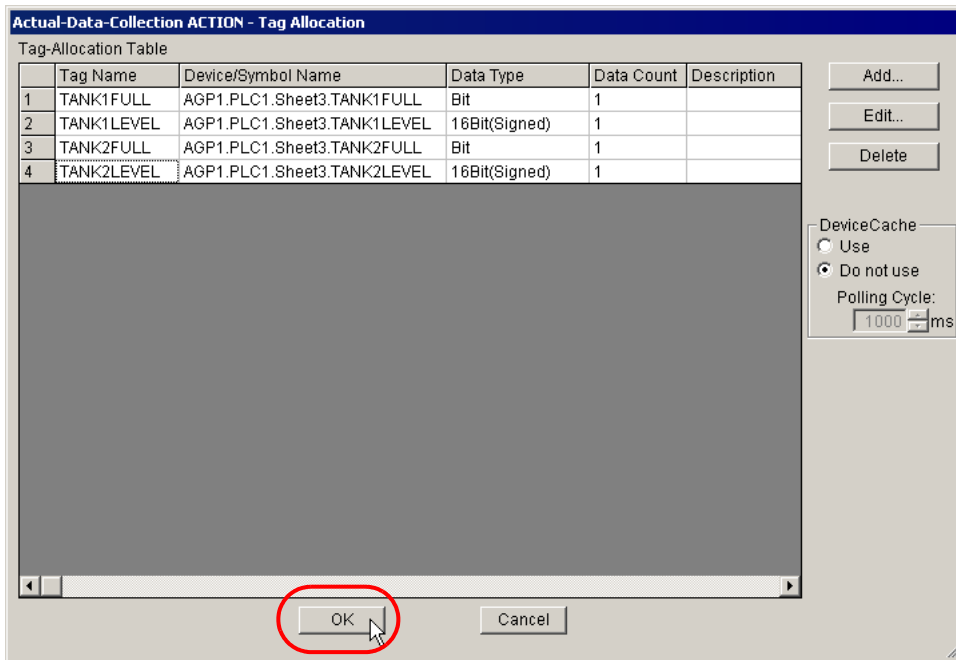 Actual-Data-Collection ACTION - Tag Allocation
Tag-Allocation Table
Tag Name Device/Symbol Name Data Type Data Count Description
1 TANK1FULL AGP1.PLC1.Sheet3.TANK1FULL Bit 1
2 TANK1LEVEL AGP1.PLC1.Sheet3.TANK1LEVEL 16Bit(Signed) 1
3 TANK2FULL AGP1.PLC1.Sheet3.TANK2FULL Bit 1
4 TANK2LEVEL AGP1.PLC1.Sheet3.TANK2LEVEL 16Bit(Signed) 1
Add...
Edit...
Delete
DeviceCache
Use
Do not use
Polling Cycle:
1000 ms
OK Cancel